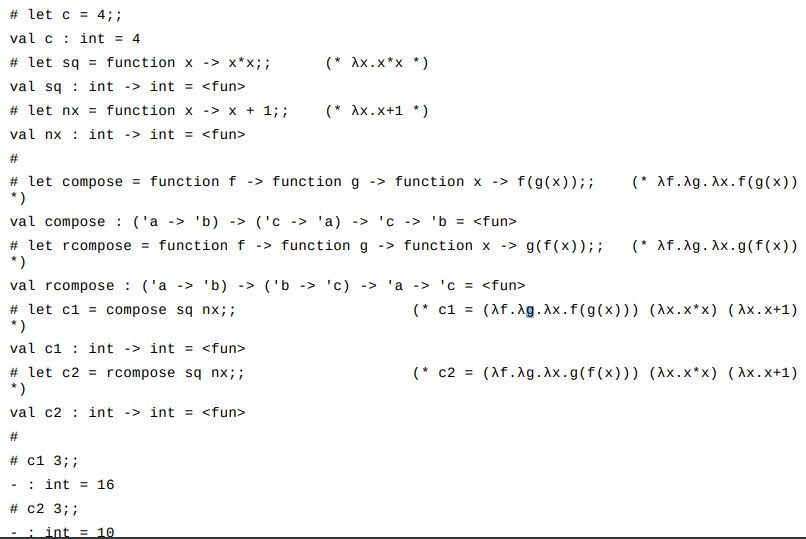 # let c = 4;;
val c : int = 4
# let sq = function x -> x*x;; (* λx.x*x *)
val sq : int -> int = <fun>
# let nx = function x -> x + 1;; (* λx.x+1 *)
val nx : int -> int = <fun>
#
# let compose = function f -> function g -> function x -> f(g(x));; (* λf.λg.λx.f(g(x))
*)
val compose : ('a -> 'b) -> ('c -> 'a) -> 'c -> 'b = <fun>
# let rcompose = function f -> function g -> function x -> g(f(x));; (* λf.λg.λx.g(f(x))
*)
val rcompose : ('a -> 'b) -> ('b -> 'c) -> 'a -> 'c = <fun>
# let c1 = compose sq nx;; (* c1 = (λf.λg.λx.f(g(x))) (λx.x*x) (λx.x+1)
*)
val c1 : int -> int = <fun>
# let c2 = rcompose sq nx;; (* c2 = (λf.λg.λx.g(f(x))) (λx.x*x) (λx.x+1)
*)
val c2 : int -> int = <fun>
#
# c1 3;;
- : int = 16
# c2 3;;
- : int = 10